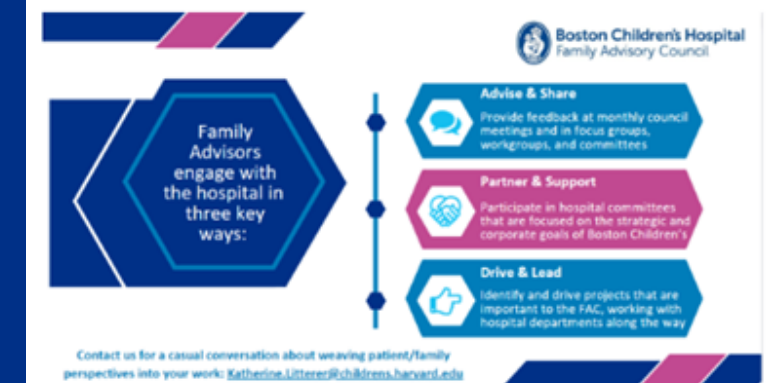 Boston Children's Hospital
Family Advisory Council
Family
Advisors
engage with
the hospital in
three key
ways:
Advise & Share
Provide feedback at monthly council
meetings and in focus groups,
workgroups, and committees
Partner & Support
Participate in hospital committees
that are focused on the strategic and
corporate goals of Boston Children's
Drive & Lead
Identify and drive projects that are
important to the FAC, working with
hospital departments along the way
Contact us for a casual conversation about weaving patient/family
perspectives into your work: Katherine.Litterer@childrens.harvard.edu